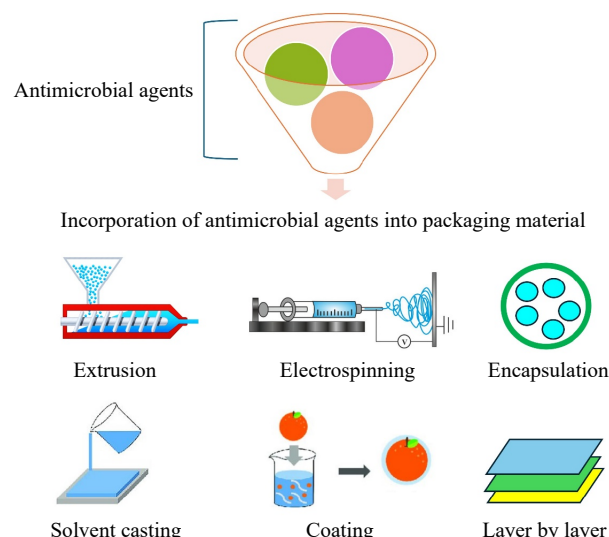 Antimicrobial agents
Incorporation of antimicrobial agents into packaging material
V
Extrusion
Electrospinning
Encapsulation
Solvent casting
Coating
Layer by layer